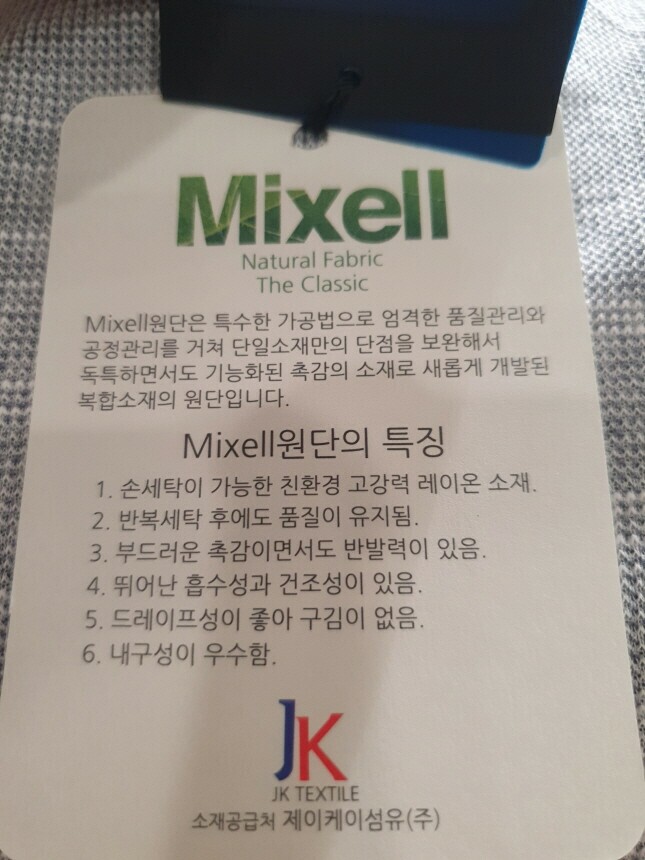 Mixell
Natural Fabric
The Classic
Mixell원단은 특수한 가공법으로 엄격한 품질관리와
공정관리를 거쳐 단일소재만의 단점을 보완해서
독특하면서도 기능화된 촉감의 소재로 새롭게 개발된
복합소재의 원단입니다.
Mixell원단의 특징
1. 손세탁이 가능한 친환경 고강력 레이온 소재.
2. 반복세탁 후에도 품질이 유지됨.
3. 부드러운 촉감이면서도 반발력이 있음.
4. 뛰어난 흡수성과 건조성이 있음.
5. 드레이프성이 좋아 구김이 없음.
6. 내구성이 우수함.
JK
JK TEXTILE
소재공급처 제이케이섬유(주)